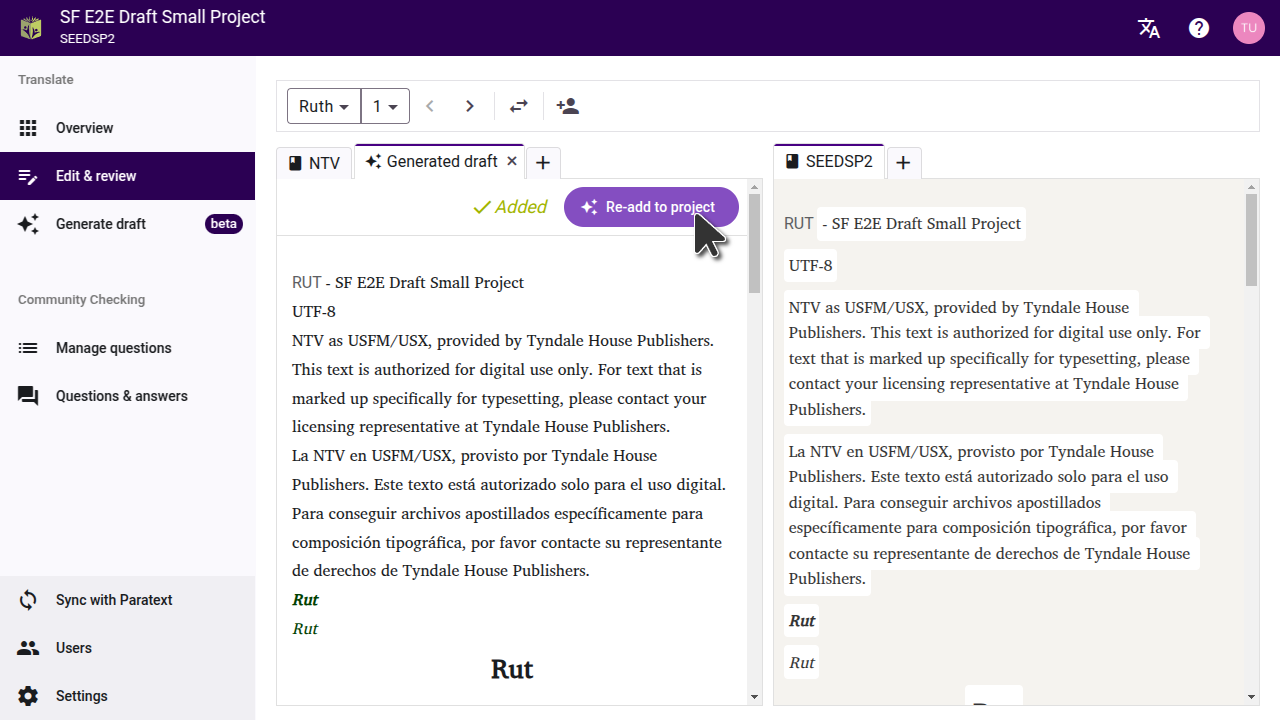 SF E2E Draft Small Project
SEEDSP2
TU
Translate
Overview
Edit & review
Generate draft
beta
Community Checking
Manage questions
Questions & answers
Sync with Paratext
Users
Settings
Ruth
1
NTV
Generated draft
SEEDSP2
Added
Re-add to project
RUT - SF E2E Draft Small Project
UTF-8
NTV as USFM/USX, provided by Tyndale House Publishers.
This text is authorized for digital use only. For text that is
marked up specifically for typesetting, please contact your
licensing representative at Tyndale House Publishers.
La NTV en USFM/USX, provisto por Tyndale House
Publishers. Este texto está autorizado solo para el uso digital.
Para conseguir archivos apostillados específicamente para
composición tipográfica, por favor contacte su representante
de derechos de Tyndale House Publishers.
Rut
Rut
Rut
RUT - SF E2E Draft Small Project
UTF-8
NTV as USFM/USX, provided by Tyndale House
Publishers. This text is authorized for digital use only. For
text that is marked up specifically for typesetting, please
contact your licensing representative at Tyndale House
Publishers.
La NTV en USFM/USX, provisto por Tyndale House
Publishers. Este texto está autorizado solo para el uso
digital. Para conseguir archivos apostillados
específicamente para composición tipográfica, por favor
contacte su representante de derechos de Tyndale House
Publishers.
Rut
Rut